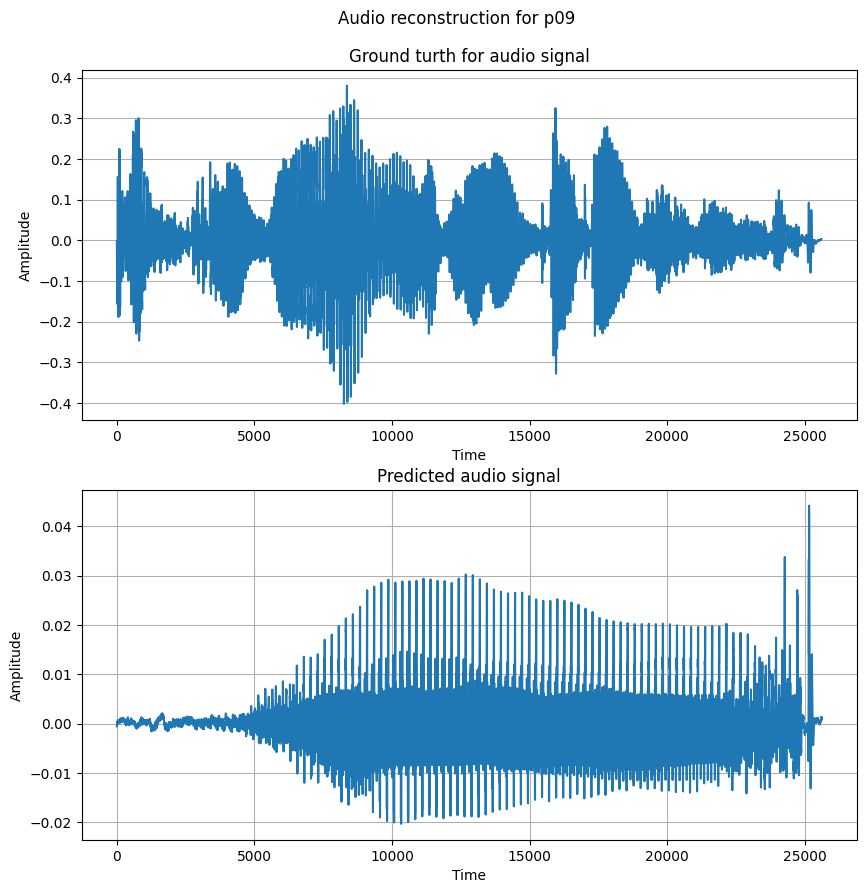 Audio reconstruction for p09
Ground turth for audio signal
0.4
0.3
0.2
0.1
0.0
−0.1
−0.2
−0.3
−0.4
Amplitude
0 5000 10000 15000 20000 25000
Time
Predicted audio signal
0.04
0.03
0.02
0.01
0.00
−0.01
−0.02
Amplitude
0 5000 10000 15000 20000 25000
Time